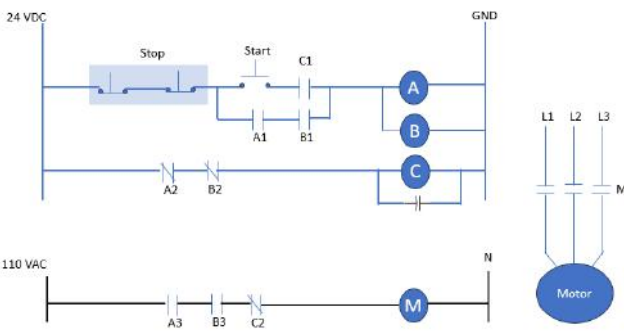 24 VDC
GND
Stop
Start
C1
A
A1
B1
B
A2
B2
C
L1
L2
L3
M
110 VAC
N
A3
B3
C2
M
Motor